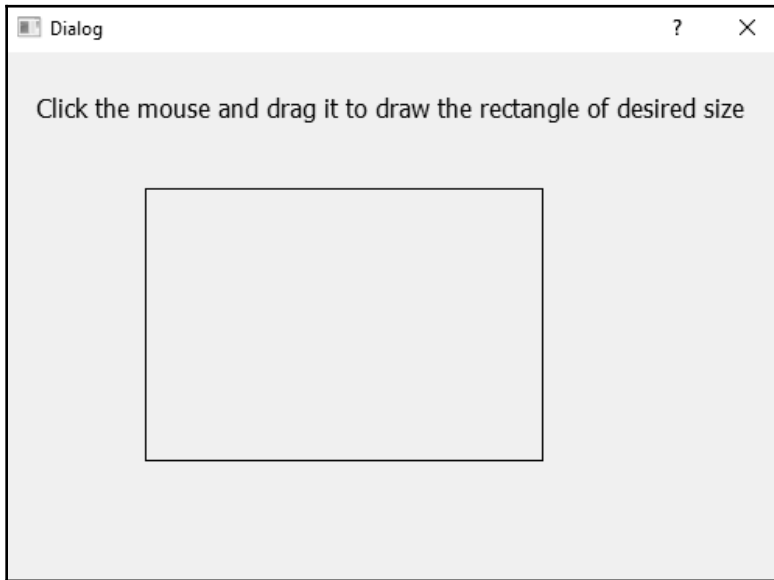 Dialog ?
Click the mouse and drag it to draw the rectangle of desired size